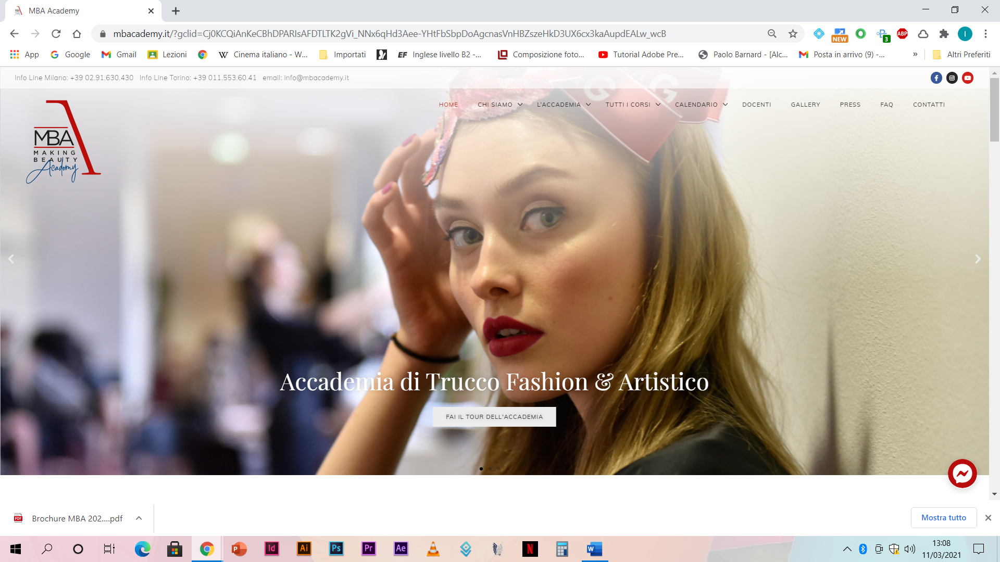 MBA Academy
mbacademy.it/?gclid=Cj0KCQiAnKeCBhDPARIsAFDTLTK2gVi_NNx6qHd3Aee-YHtFbSbpDoAgcnasVnHBZszeHkD3UX6cx3kaAupdEALw_wcB
NEW
3
ABP
I
App
Google
Gmail
Lezioni
Cinema italiano - W...
Importati
EF Inglese livello B2 -...
Composizione foto...
Tutorial Adobe Pre...
Paolo Barnard - [Alc...
Posta in arrivo (9) -...
»
Altri Preferiti
Info Line Milano: +39 02.91.630.430 Info Line Torino: +39 011.553.60.41 email: info@mbacademy.it
HOME
CHI SIAMO
L'ACCADEMIA
TUTTI I CORSI
CALENDARIO
DOCENTI
GALLERY
PRESS
FAQ
CONTATTI
MBA
MAKING
BEAUTY
Academy
G & G
Accademia di Trucco Fashion & Artistico
FAI IL TOUR DELL'ACCADEMIA
PDF
Brochure MBA 202....pdf
Mostra tutto
P
Id
Ai
Ps
Pr
Ae
N
W
13:08
11/03/2021